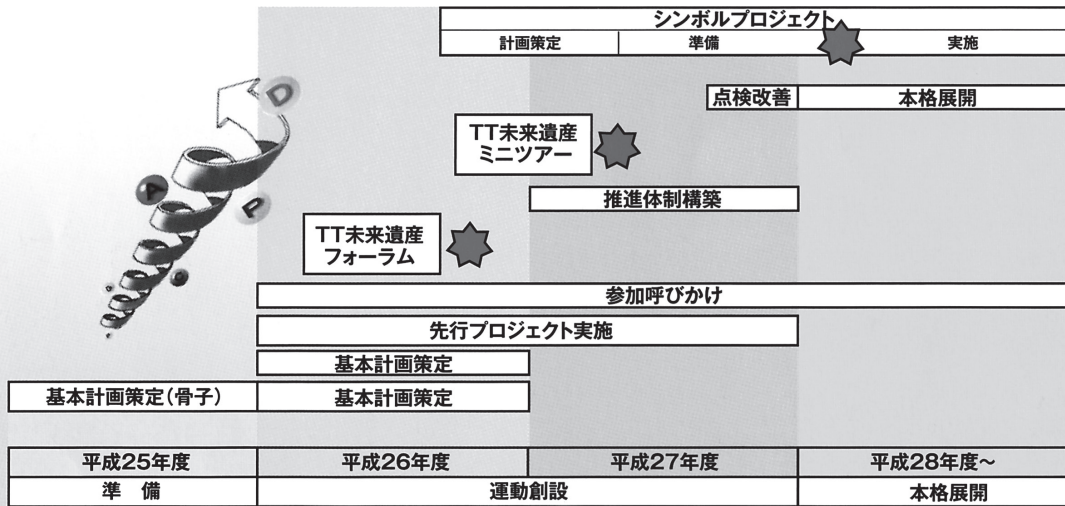 シンボルプロジェクト
計画策定 準備 実施
点検改善 本格展開
TT未来遺産
ミニツアー
推進体制構築
TT未来遺産
フォーラム
D
A
P
参加呼びかけ
先行プロジェクト実施
基本計画策定
基本計画策定(骨子) 基本計画策定
平成25年度 平成26年度 平成27年度 平成28年度～
準 備 運動創設 本格展開